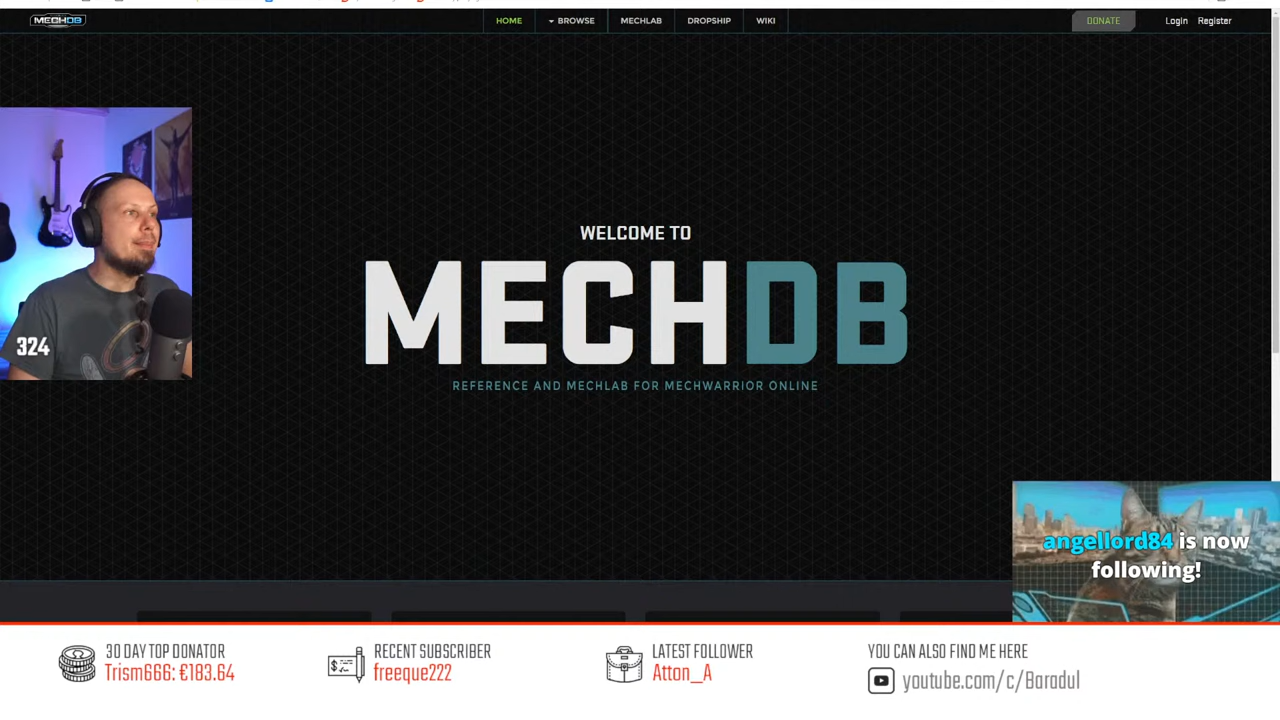 MECHDB
HOME
BROWSE
MECHLAB
DROPSHIP
WIKI
DONATE
Login
Register
WELCOME TO
MECHDB
REFERENCE AND MECHLAB FOR MECHWARRIOR ONLINE
324
angellord84 is now
following!
30 DAY TOP DONATOR
Trism666: €183.64
RECENT SUBSCRIBER
freeque222
LATEST FOLLOWER
Atton_A
YOU CAN ALSO FIND ME HERE
youtube.com/c/Baradul